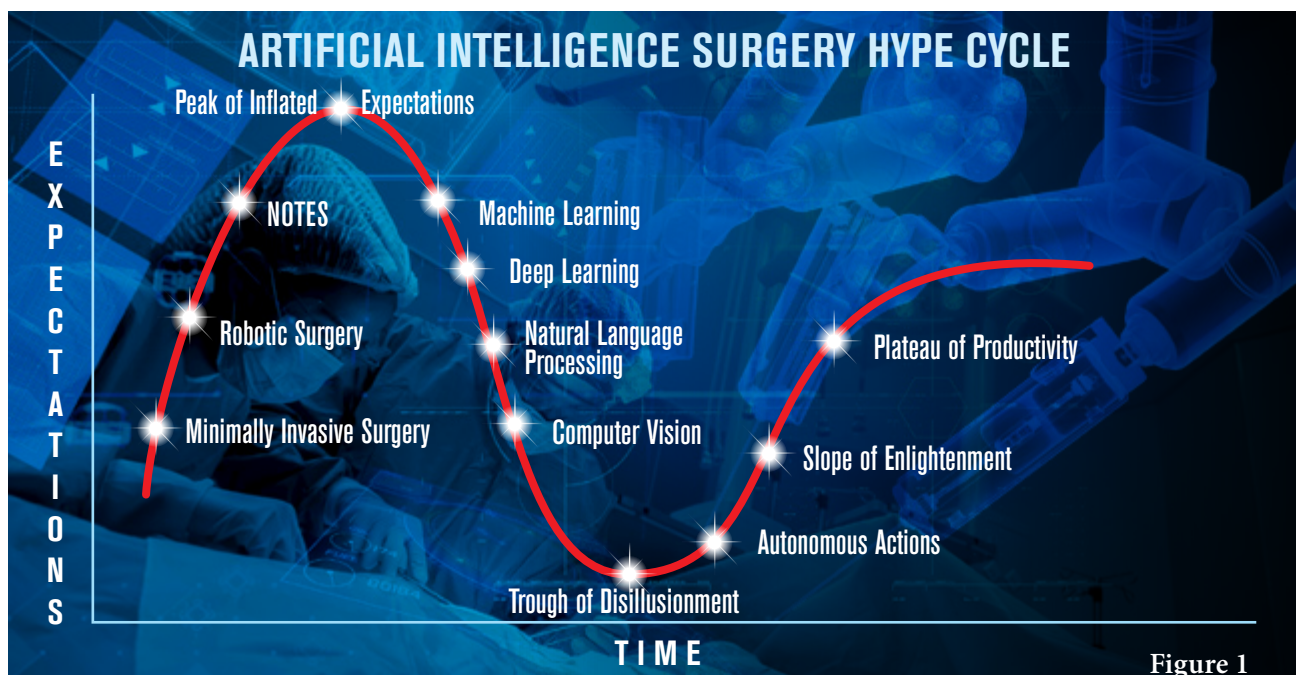 ARTIFICIAL INTELLIGENCE SURGERY HYPE CYCLE
Peak of Inflated Expectations
NOTES
Machine Learning
Deep Learning
Robotic Surgery
Natural Language
Processing
Plateau of Productivity
Minimally Invasive Surgery
Computer Vision
Slope of Enlightenment
Autonomous Actions
Trough of Disillusionment
EXPECTATIONS
TIME
Figure 1